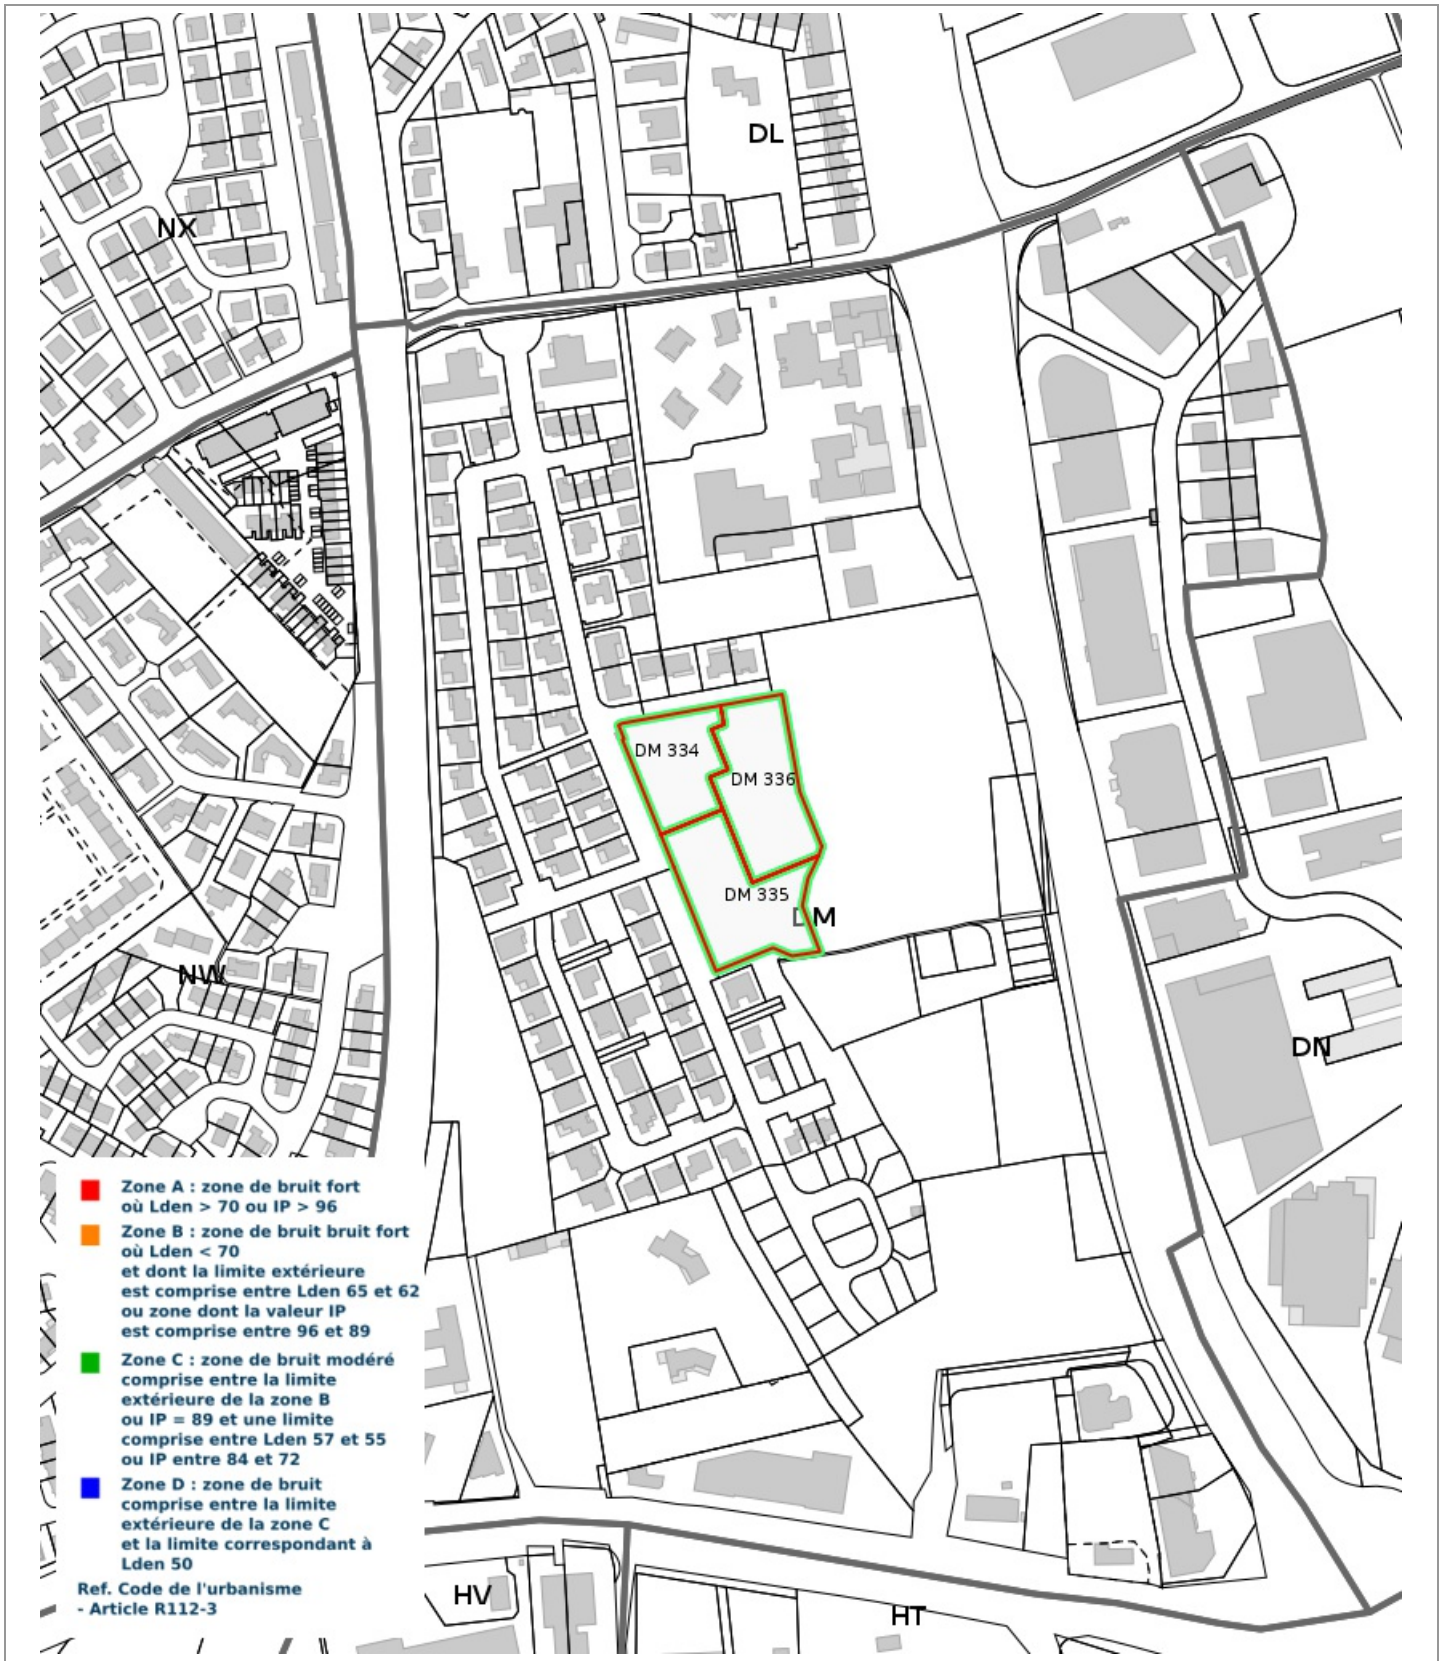 DL
NX
DM 334
DM 336
DM 335
DM
NW
DN
Zone A : zone de bruit fort
où Lden > 70 ou IP > 96
Zone B : zone de bruit bruit fort
où Lden < 70
et dont la limite extérieure
est comprise entre Lden 65 et 62
ou zone dont la valeur IP
est comprise entre 96 et 89
Zone C : zone de bruit modéré
comprise entre la limite
extérieure de la zone B
ou IP = 89 et une limite
comprise entre Lden 57 et 55
ou IP entre 84 et 72
Zone D : zone de bruit
comprise entre la limite
extérieure de la zone C
et la limite correspondant à
Lden 50
Ref. Code de l'urbanisme
- Article R112-3
HV
HT